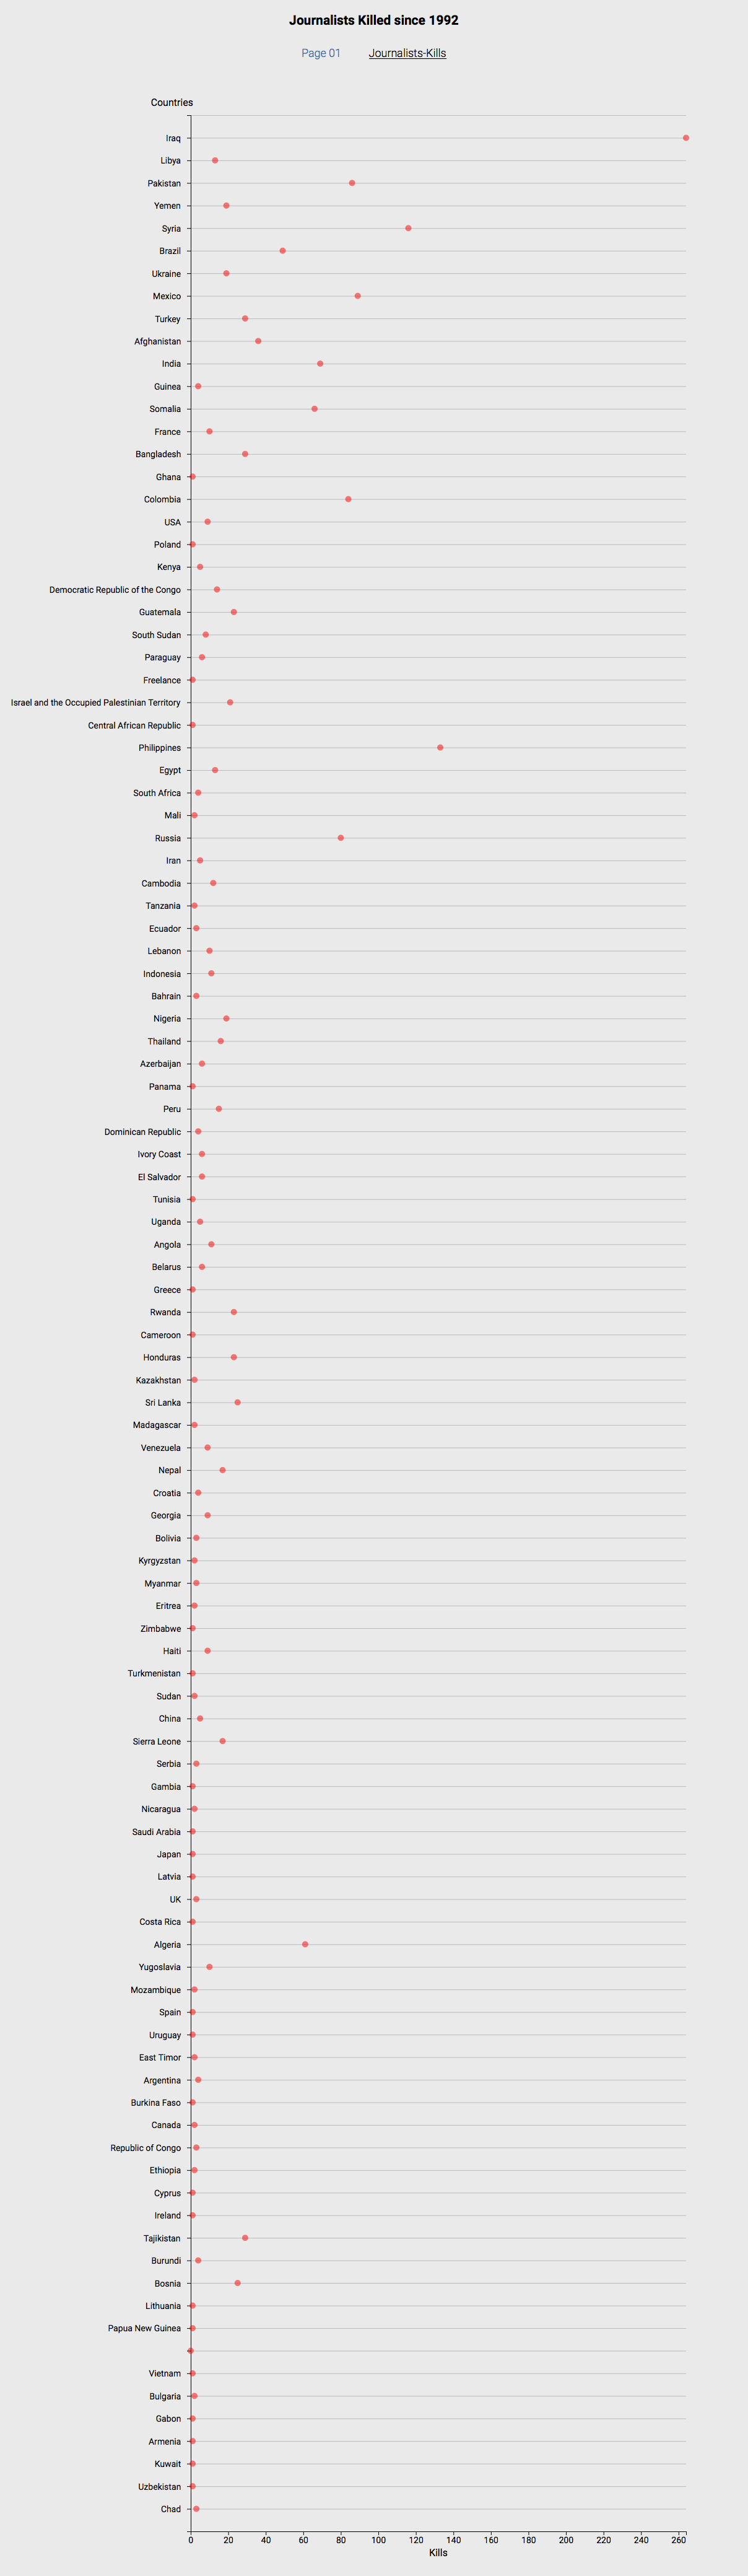 Journalists Killed since 1992
Page 01 Journalists-Kills
Countries
Iraq
Libya
Pakistan
Yemen
Syria
Brazil
Ukraine
Mexico
Turkey
Afghanistan
India
Guinea
Somalia
France
Bangladesh
Ghana
Colombia
USA
Poland
Kenya
Democratic Republic of the Congo
Guatemala
South Sudan
Paraguay
Freelance
Israel and the Occupied Palestinian Territory
Central African Republic
Philippines
Egypt
South Africa
Mali
Russia
Iran
Cambodia
Tanzania
Ecuador
Lebanon
Indonesia
Bahrain
Nigeria
Thailand
Azerbaijan
Panama
Peru
Dominican Republic
Ivory Coast
El Salvador
Tunisia
Uganda
Angola
Belarus
Greece
Rwanda
Cameroon
Honduras
Kazakhstan
Sri Lanka
Madagascar
Venezuela
Nepal
Croatia
Georgia
Bolivia
Kyrgyzstan
Myanmar
Eritrea
Zimbabwe
Haiti
Turkmenistan
Sudan
China
Sierra Leone
Serbia
Gambia
Nicaragua
Saudi Arabia
Japan
Latvia
UK
Costa Rica
Algeria
Yugoslavia
Mozambique
Spain
Uruguay
East Timor
Argentina
Burkina Faso
Canada
Republic of Congo
Ethiopia
Cyprus
Ireland
Tajikistan
Burundi
Bosnia
Lithuania
Papua New Guinea
Vietnam
Bulgaria
Gabon
Armenia
Kuwait
Uzbekistan
Chad
0 20 40 60 80 100 120 140 160 180 200 220 240 260
Kills